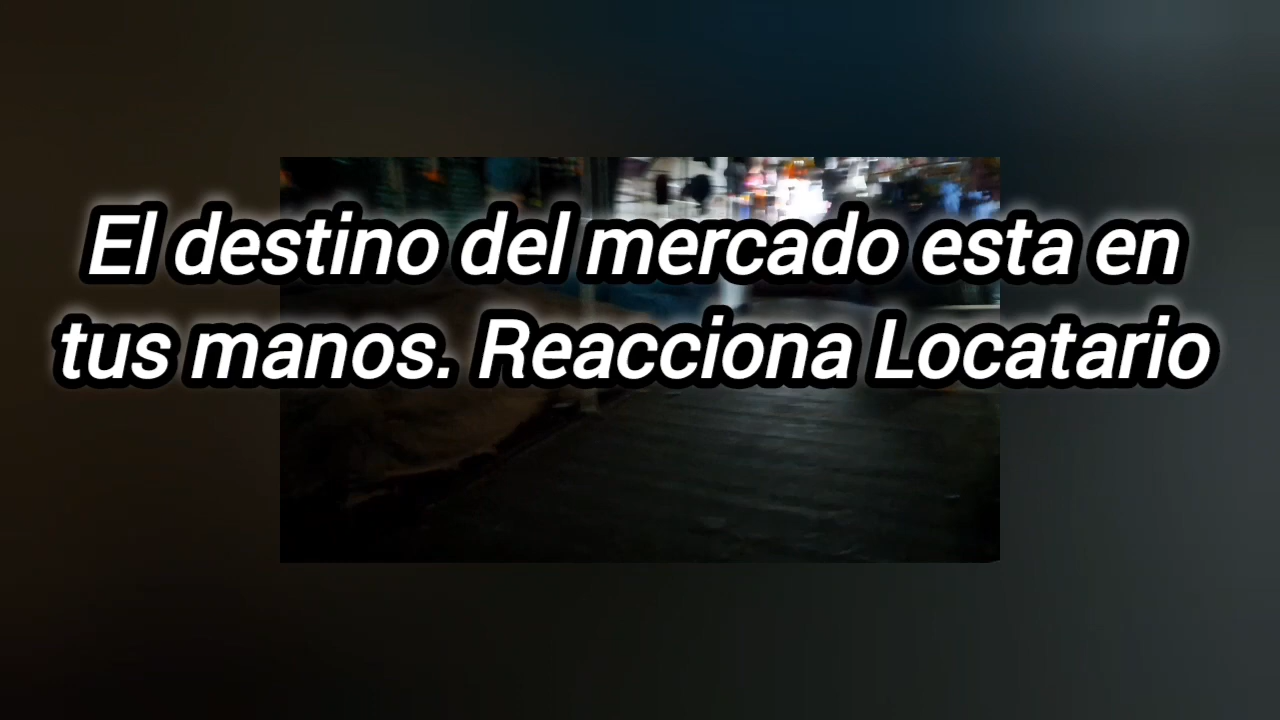 El destino del mercado esta en
tus manos. Reacciona Locatario